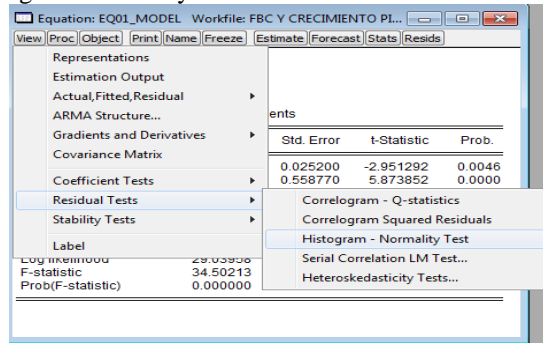 Equation: EQ01_MODEL Workfile: FBC Y CRECIMIENTO PI...
View Proc Object Print Name Freeze Estimate Forecast Stats Resids
Representations
Estimation Output
Actual,Fitted,Residual
ARMA Structure...
Gradients and Derivatives
Covariance Matrix
Coefficient Tests
Residual Tests
Stability Tests
Label
ents
Std. Error t-Statistic Prob.
0.025200 -2.951292 0.0046
0.558770 5.873852 0.0000
Correlogram - Q-statistics
Correlogram Squared Residuals
Histogram - Normality Test
Serial Correlation LM Test...
Heteroskedasticity Tests...
Log likelihood 29.03958
F-statistic 34.50213
Prob(F-statistic) 0.000000